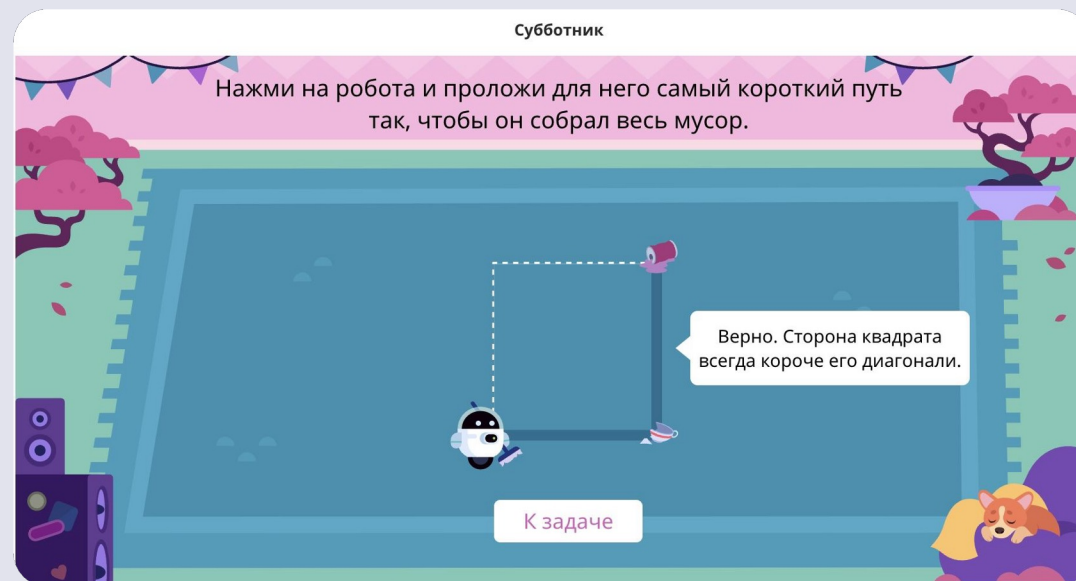 Субботник
Нажми на робота и проложи для него самый короткий путь
так, чтобы он собрал весь мусор.
Верно. Сторона квадрата
всегда короче его диагонали.
К задаче